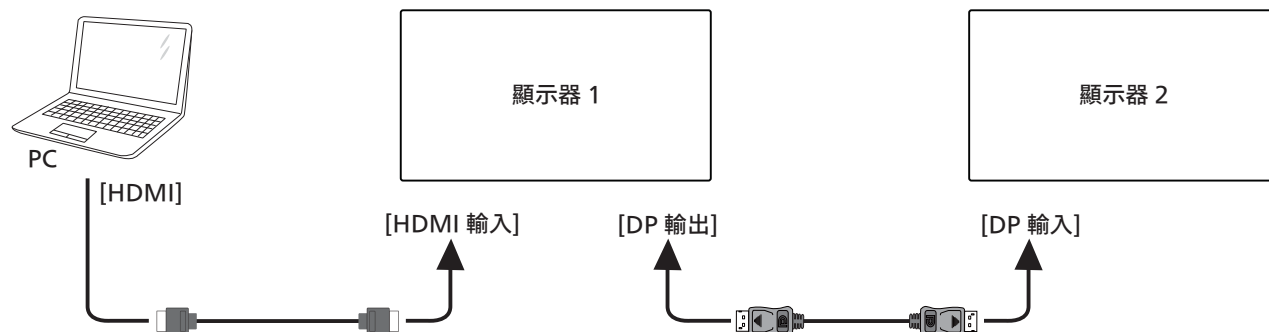 顯示器 1
顯示器 2
PC
[HDMI]
[HDMI 輸入]
[DP 輸出]
[DP 輸入]